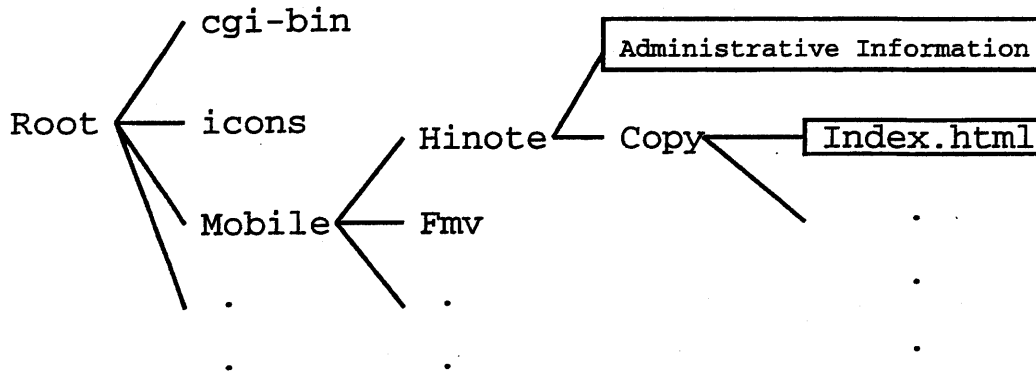 cgi-bin
Administrative Information
Root
icons
Hinote
Copy
Index.html
Mobile
Fmv